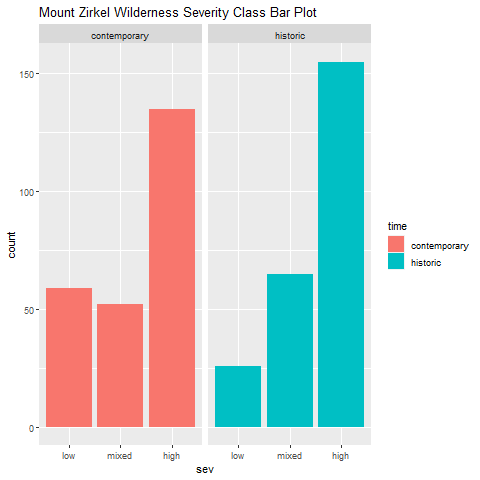 Mount Zirkel Wilderness Severity Class Bar Plot
contemporary
historic
150
100
50
0
count
low
mixed
high
low
mixed
high
sev
time
contemporary
historic